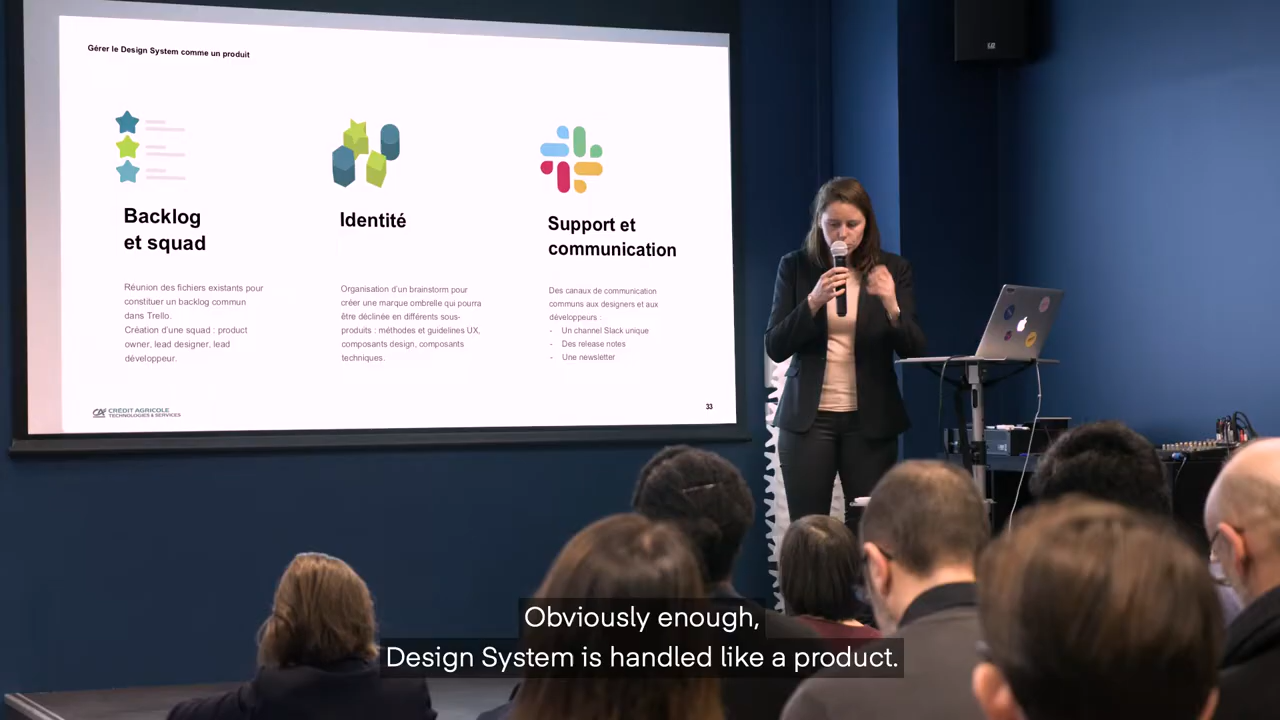 Gérer le Design System comme un produit
Backlog
et squad
Réunion des fichiers existants pour
constituer un backlog commun
dans Trello.
Création d'une squad : product
owner, lead designer, lead
développeur.
Identité
Organisation d'un brainstorm pour
créer une marque ombrelle qui pourra
être déclinée en différents sous-
produits : méthodes et guidelines UX,
composants design, composants
techniques.
Support et
communication
Des canaux de communication
communs aux designers et aux
développeurs :
- Un channel Slack unique
- Des release notes
- Une newsletter
CA CRÉDIT AGRICOLE
TECHNOLOGIES & SERVICES
33
Obviously enough,
Design System is handled like a product.